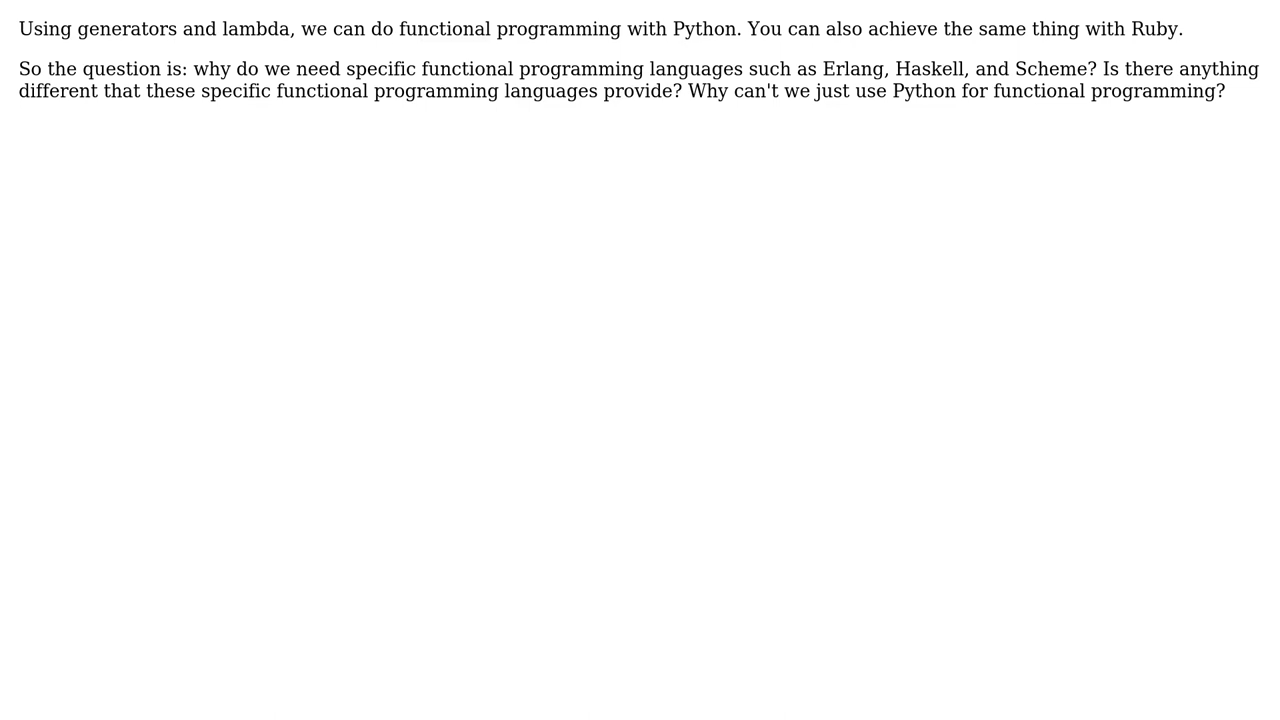 Using generators and lambda, we can do functional programming with Python. You can also achieve the same thing with Ruby.
So the question is: why do we need specific functional programming languages such as Erlang, Haskell, and Scheme? Is there anything
different that these specific functional programming languages provide? Why can't we just use Python for functional programming?